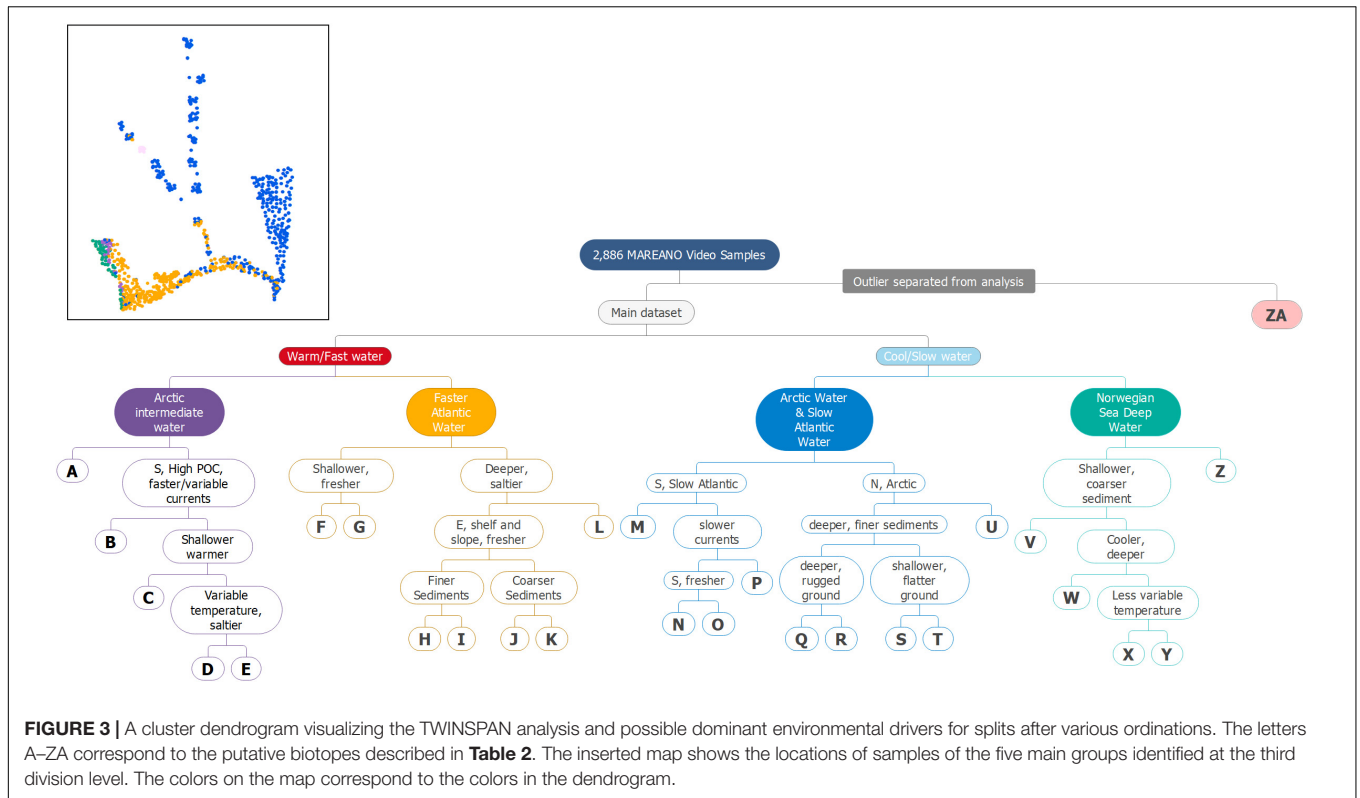 2,886 MAREANO Video Samples
Outlier separated from analysis
Main dataset
ZA
Warm/Fast water
Cool/Slow water
Arctic
intermediate
water
Faster
Atlantic
Water
Arctic Water
& Slow
Atlantic
Water
Norwegian
Sea Deep
Water
A
S, High POC,
faster/variable
currents
Shallower,
fresher
Deeper,
saltier
S, Slow Atlantic
N, Arctic
Shallower,
coarser
sediment
Z
B
Shallower
warmer
F
G
E, shelf and
slope, fresher
L
M
slower
currents
deeper, finer sediments
U
V
Cooler,
deeper
C
Variable
temperature,
saltier
Finer
Sediments
Coarser
Sediments
S, fresher
P
deeper,
rugged
ground
shallower,
flatter
ground
W
Less variable
temperature
D
E
H
I
J
K
N
O
Q
R
S
T
X
Y
FIGURE 3 | A cluster dendrogram visualizing the TWINSPAN analysis and possible dominant environmental drivers for splits after various ordinations. The letters
A–ZA correspond to the putative biotopes described in Table 2. The inserted map shows the locations of samples of the five main groups identified at the third
division level. The colors on the map correspond to the colors in the dendrogram.